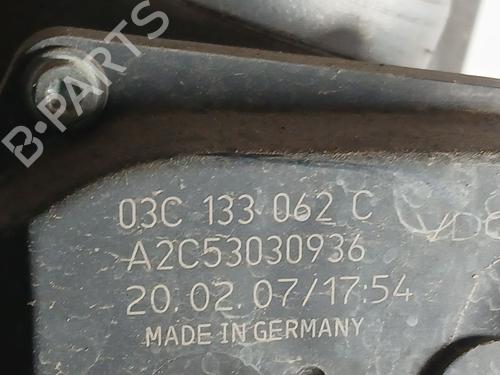 B-PARTS
03C 133 062 C
A2C53030936
20.02.07/17:54
MADE IN GERMANY